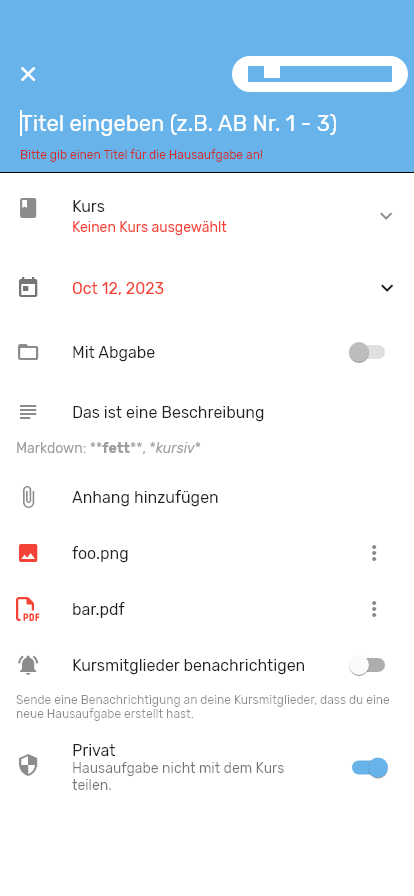 Titel eingeben (z.B. AB Nr. 1 - 3)
Bitte gib einen Titel für die Hausaufgabe an!
Kurs
Keinen Kurs ausgewählt
Oct 12, 2023
Mit Abgabe
Das ist eine Beschreibung
Markdown: **fett**, *kursiv*
Anhang hinzufügen
foo.png
PDF bar.pdf
Kursmitglieder benachrichtigen
Sende eine Benachrichtigung an deine Kursmitglieder, dass du eine
neue Hausaufgabe erstellt hast.
Privat
Hausaufgabe nicht mit dem Kurs
teilen.